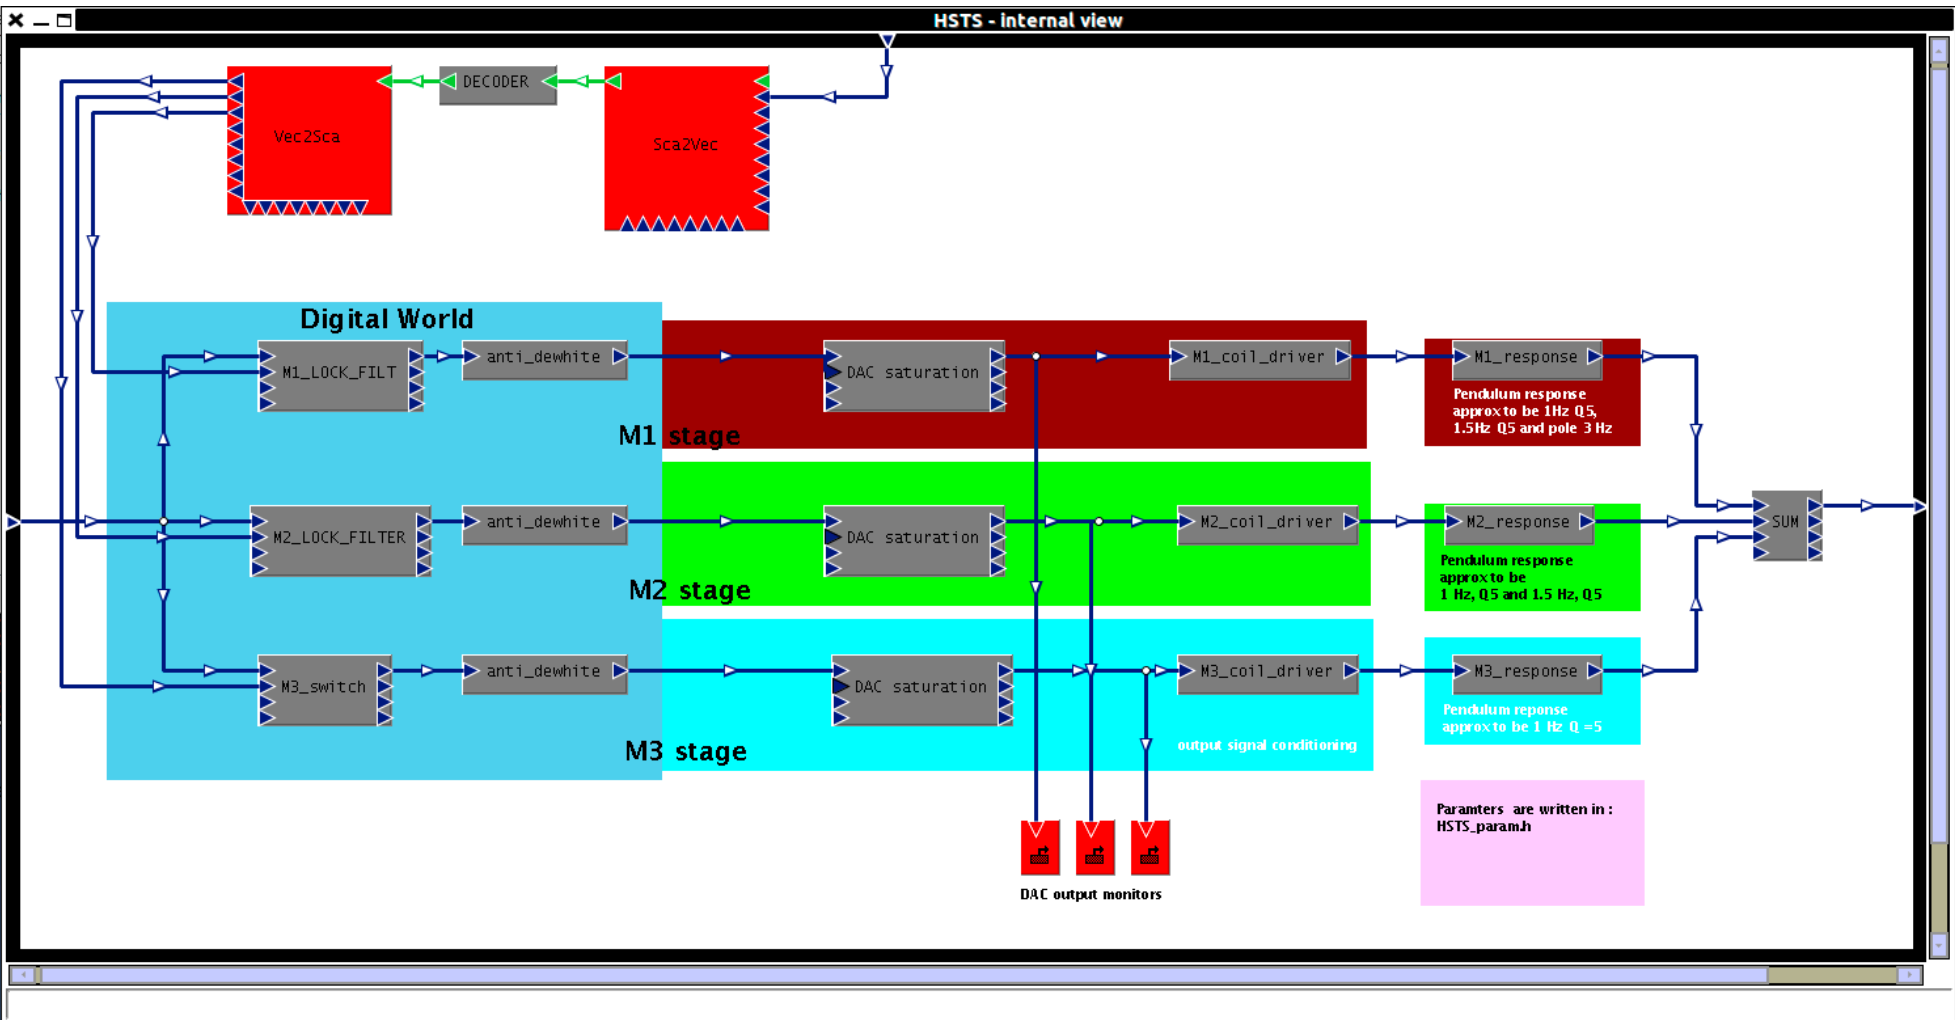 HSTS - internal view
Vec2Sca
DECODER
Sca2Vec
Digital World
M1_LOCK_FILT
anti_dewhite
DAC saturation
M1_coil_driver
M1_response
Pendulum response
approx to be 1Hz Q5,
1.5Hz Q5 and pole 3 Hz
M1 stage
M2_LOCK_FILTER
anti_dewhite
DAC saturation
M2_coil_driver
M2_response
SUM
Pendulum response
approx to be
1 Hz, Q5 and 1.5 Hz, Q5
M2 stage
M3_switch
anti_dewhite
DAC saturation
M3_coil_driver
M3_response
Pendulum reponse
approx to be 1 Hz Q =5
M3 stage
output signal conditioning
Paramters are written in :
HSTS_param.h
DAC output monitors